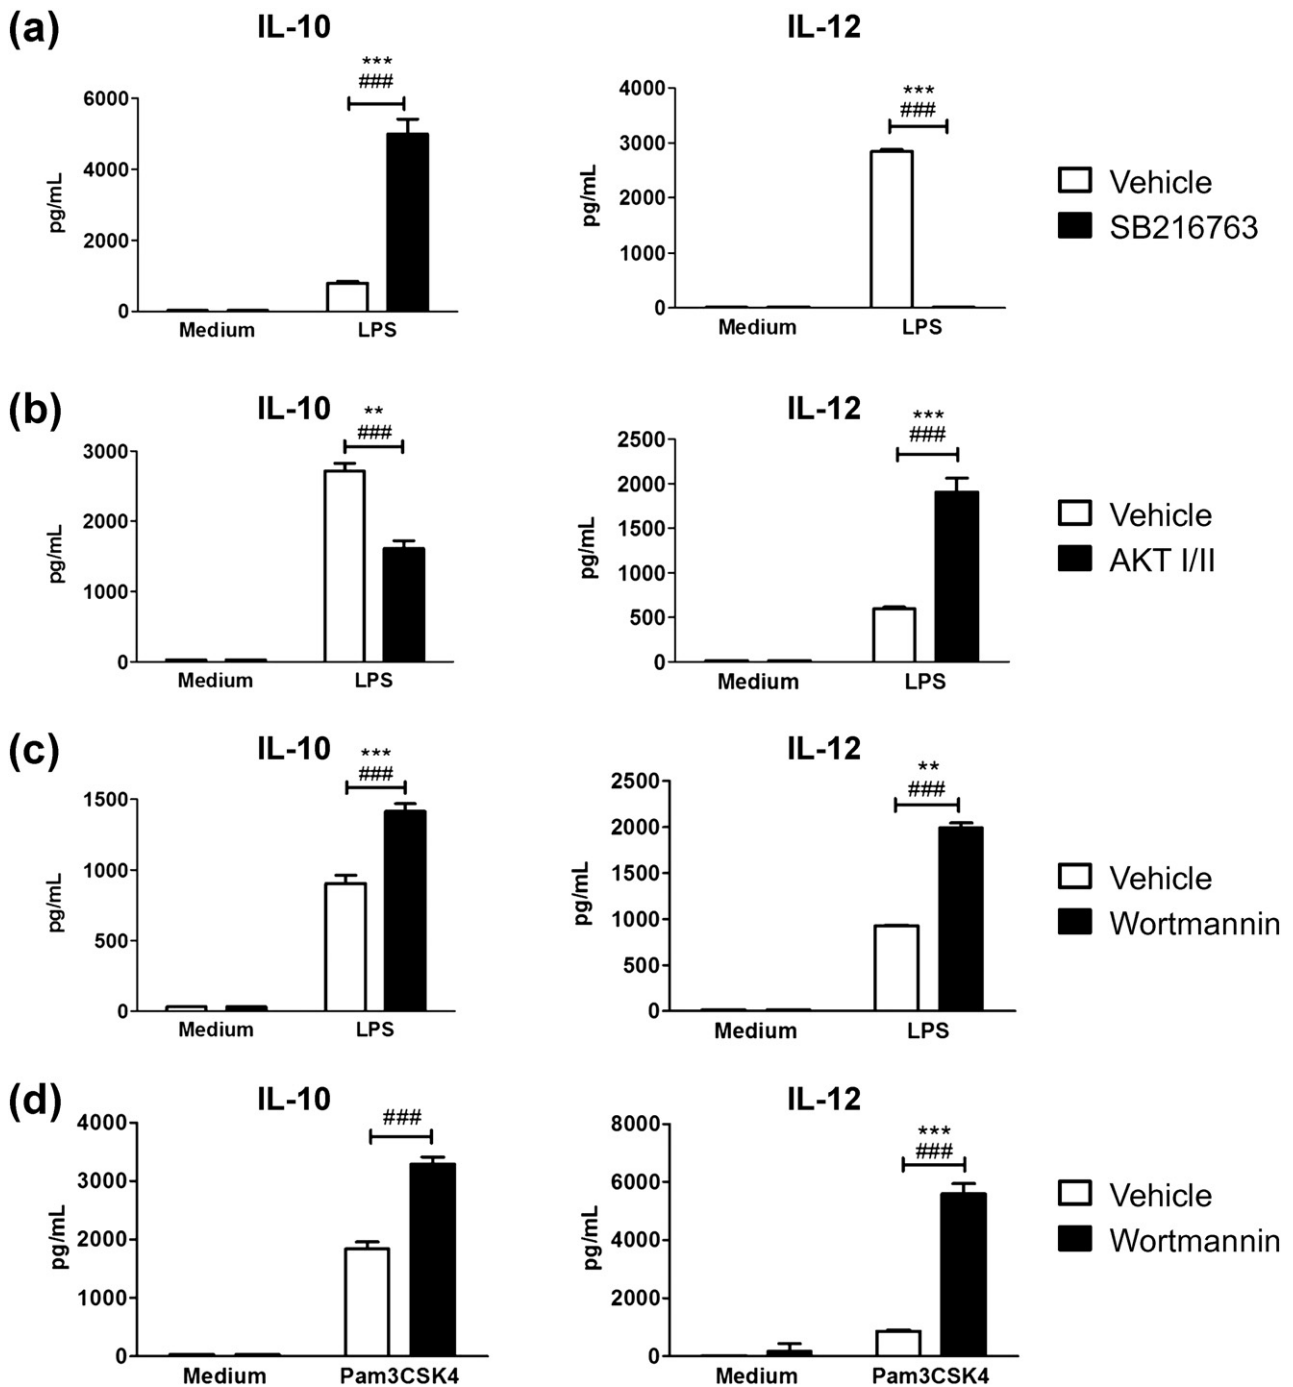 (a)
IL-10
IL-12
***
###
***
###
6000
4000
2000
0
pg/mL
Medium
LPS
4000
3000
2000
1000
0
pg/mL
Medium
LPS
Vehicle
SB216763
(b)
IL-10
IL-12
**
###
***
###
3000
2000
1000
0
pg/mL
Medium
LPS
2500
2000
1500
1000
500
0
pg/mL
Medium
LPS
Vehicle
AKT I/II
(c)
IL-10
IL-12
***
###
**
###
1500
1000
500
0
pg/mL
Medium
LPS
2500
2000
1500
1000
500
0
pg/mL
Medium
LPS
Vehicle
Wortmannin
(d)
IL-10
IL-12
###
***
###
4000
3000
2000
1000
0
pg/mL
Medium
Pam3CSK4
8000
6000
4000
2000
0
pg/mL
Medium
Pam3CSK4
Vehicle
Wortmannin